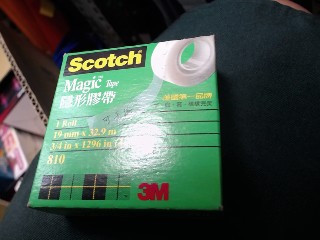 Scotch
Magic Tape
隱形膠帶
1 Roll
19 mm x 32.9 m
3/4 in x 1296 in
810
3M